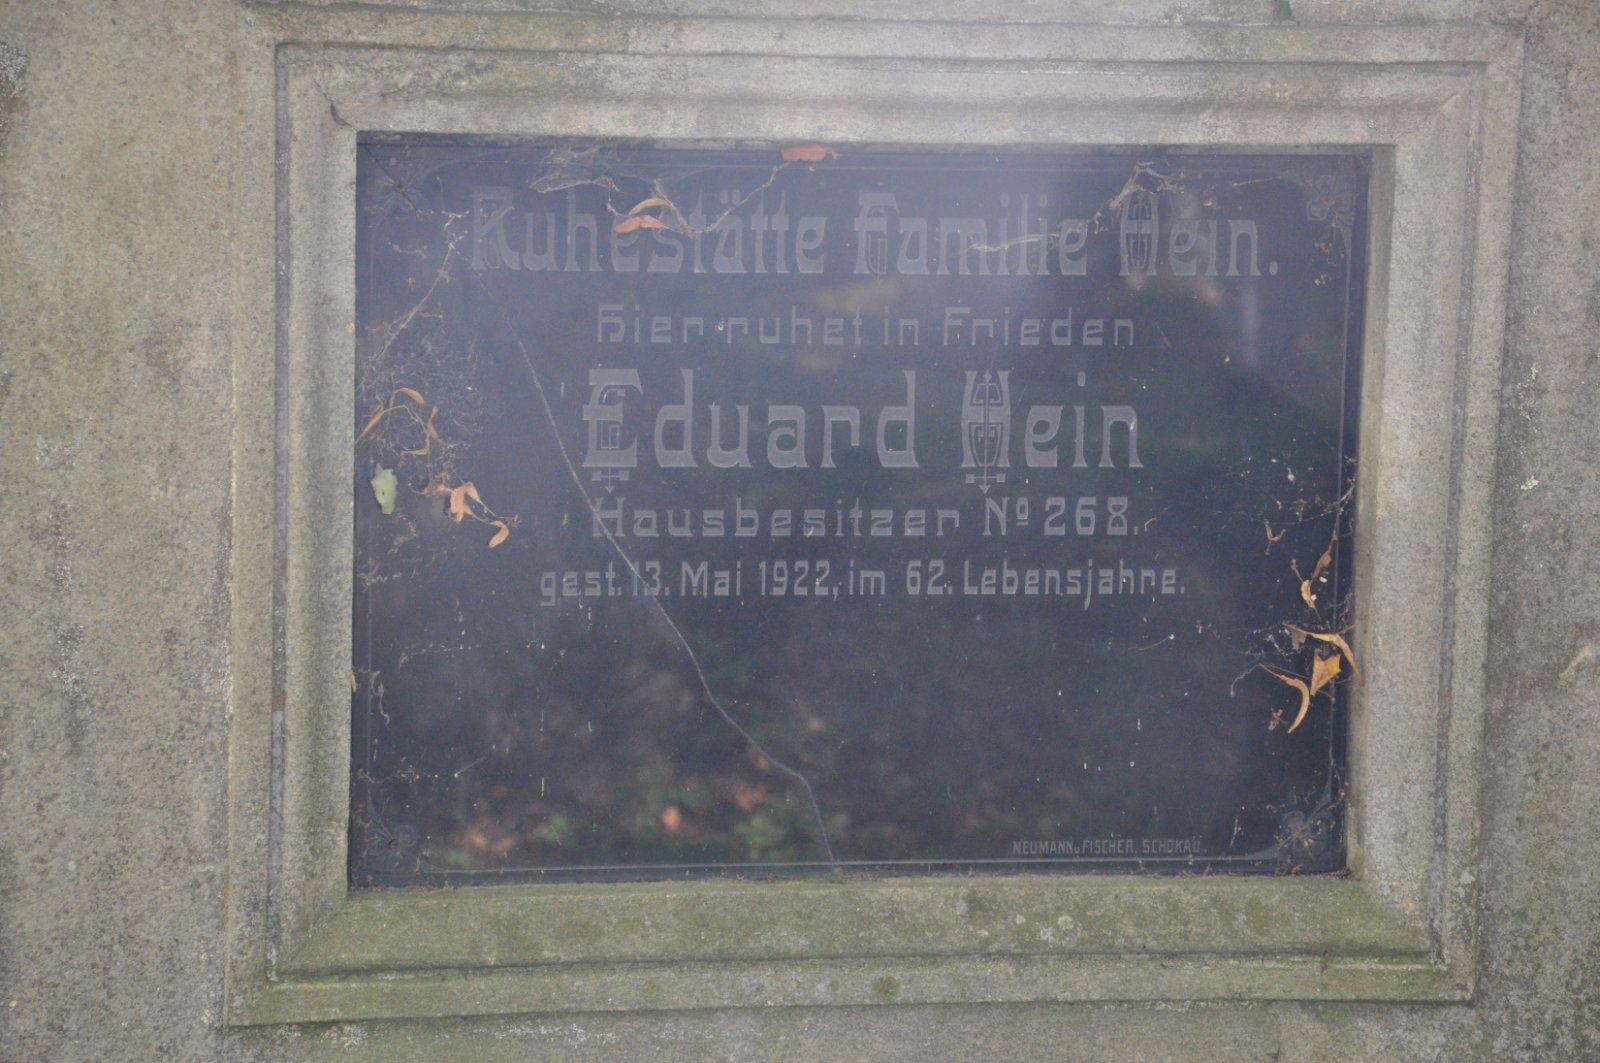 Ruhestätte Familie Hein.
Hier ruhet in Frieden
Eduard Hein
Hausbesitzer Nº 268.
gest. 13. Mai 1922, im 62. Lebensjahre.
NEUMANN u. FISCHER, SCHOKAU.